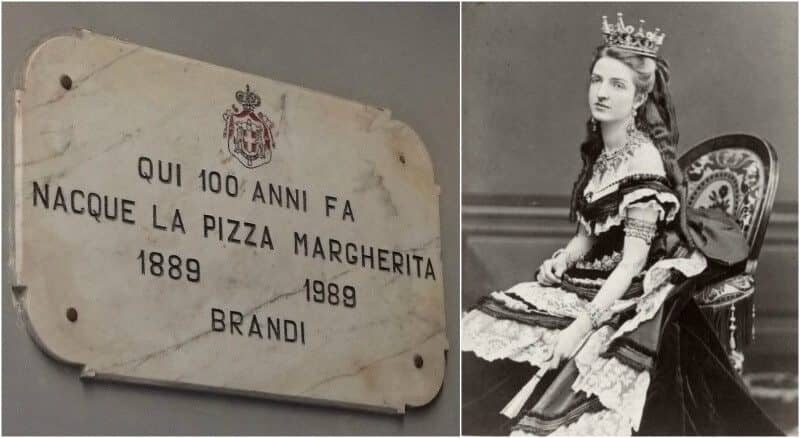 QUI 100 ANNI FA
NACQUE LA PIZZA MARGHERITA
1889 1989
BRANDI